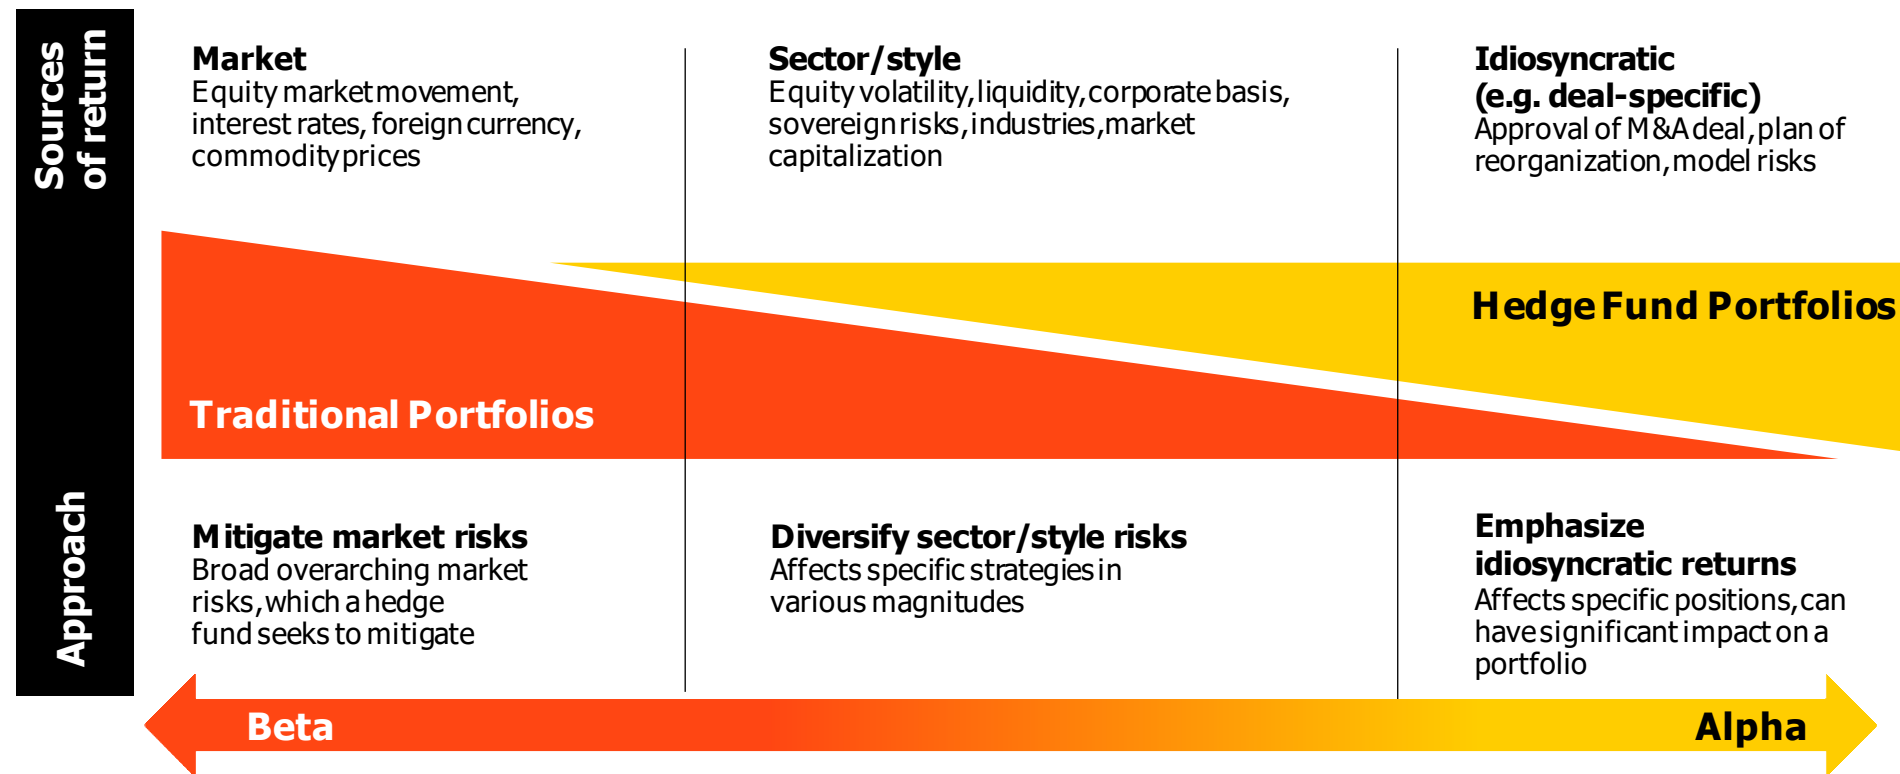 Sources
of return
Market
Equity market movement,
interest rates, foreign currency,
commodity prices
Sector/style
Equity volatility, liquidity, corporate basis,
sovereign risks, industries, market
capitalization
Idiosyncratic
(e.g. deal-specific)
Approval of M&A deal, plan of
reorganization, model risks
Hedge Fund Portfolios
Traditional Portfolios
Approach
Mitigate market risks
Broad overarching market
risks, which a hedge
fund seeks to mitigate
Diversify sector/style risks
Affects specific strategies in
various magnitudes
Emphasize
idiosyncratic returns
Affects specific positions, can
have significant impact on a
portfolio
Beta
Alpha